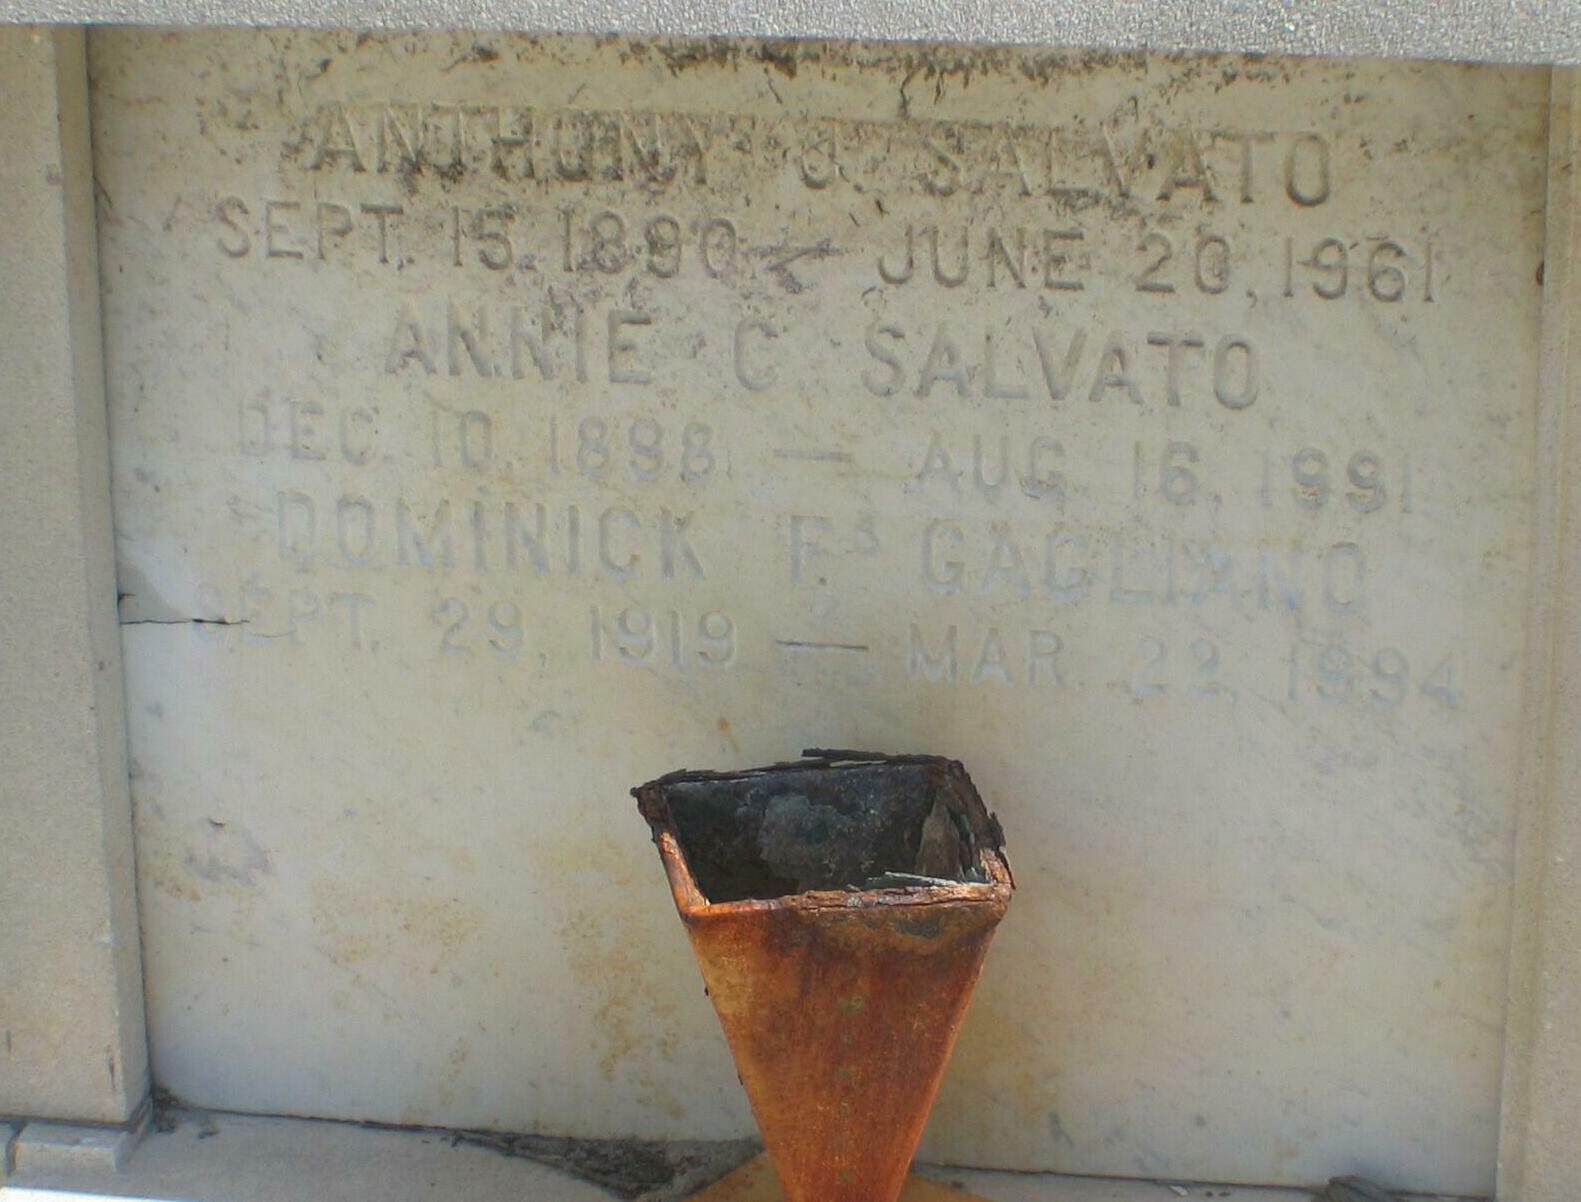 ANTHONY J. SALVATO
SEPT. 15, 1890 — JUNE 20, 1961
ANNIE C. SALVATO
DEC. 10, 1898 — AUG. 16, 1991
DOMINICK F. GAGLIANO
SEPT. 29, 1919 — MAR. 22, 1994